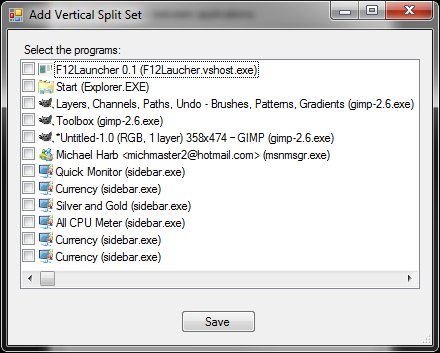 Add Vertical Split Set
Select the programs:
F12Launcher 0.1 (F12Laucher.vshost.exe)
Start (Explorer.EXE)
Layers, Channels, Paths, Undo - Brushes, Patterns, Gradients (gimp-2.6.exe)
Toolbox (gimp-2.6.exe)
*Untitled-1.0 (RGB, 1 layer) 358x474 – GIMP (gimp-2.6.exe)
Michael Harb <michmaster2@hotmail.com> (msnmsgr.exe)
Quick Monitor (sidebar.exe)
Currency (sidebar.exe)
Silver and Gold (sidebar.exe)
All CPU Meter (sidebar.exe)
Currency (sidebar.exe)
Currency (sidebar.exe)
Save